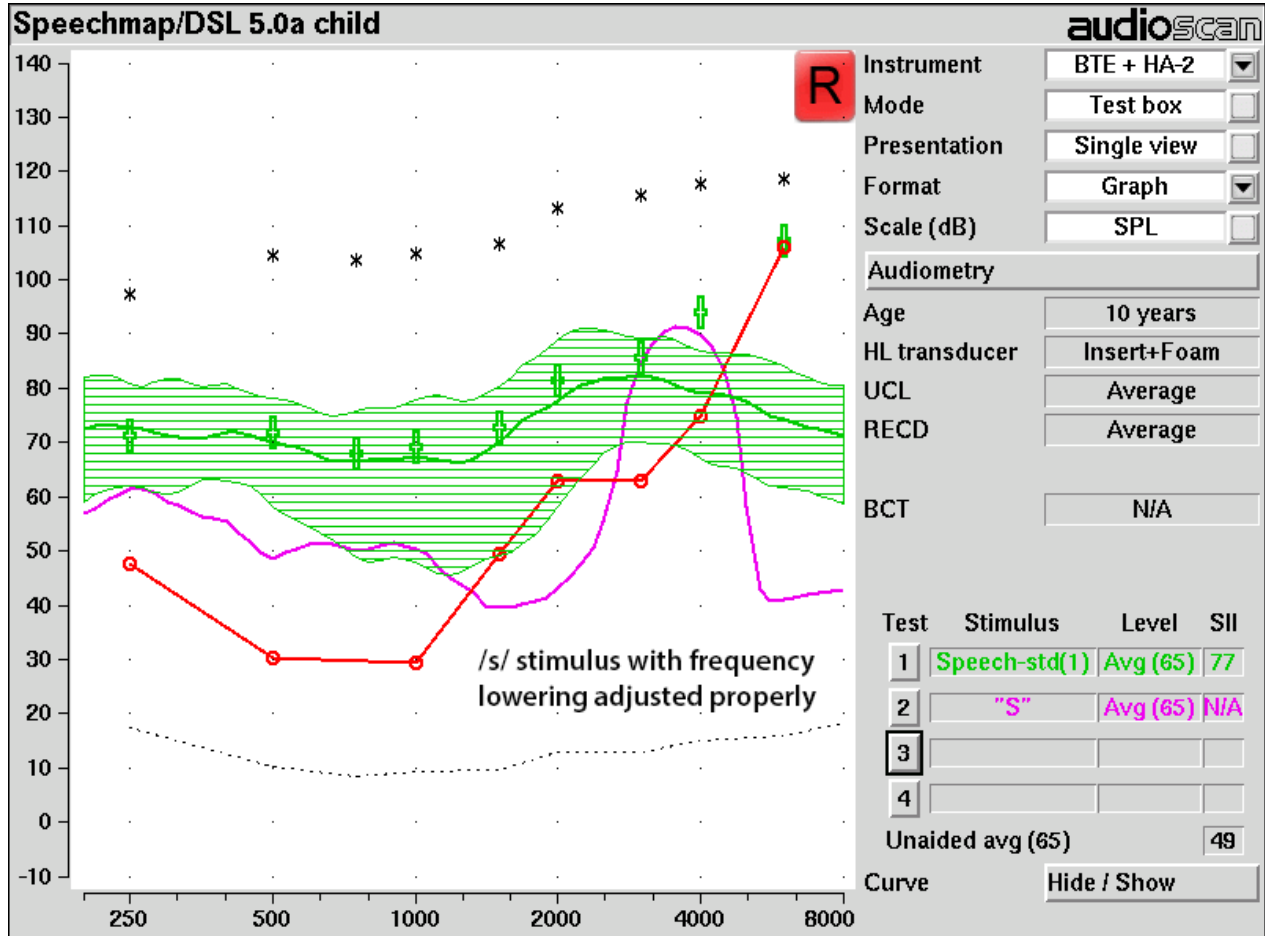 Speechmap/DSL 5.0a child
audioscan
140
130
120
110
100
90
80
70
60
50
40
30
20
10
0
-10
R
/s/ stimulus with frequency
lowering adjusted properly
250 500 1000 2000 4000 8000
Instrument BTE + HA-2
Mode Test box
Presentation Single view
Format Graph
Scale (dB) SPL
Audiometry
Age 10 years
HL transducer Insert+Foam
UCL Average
RECD Average
BCT N/A
Test Stimulus Level SII
1 Speech-std(1) Avg (65) 77
2 "S" Avg (65) N/A
3
4
Unaided avg (65) 49
Curve Hide / Show